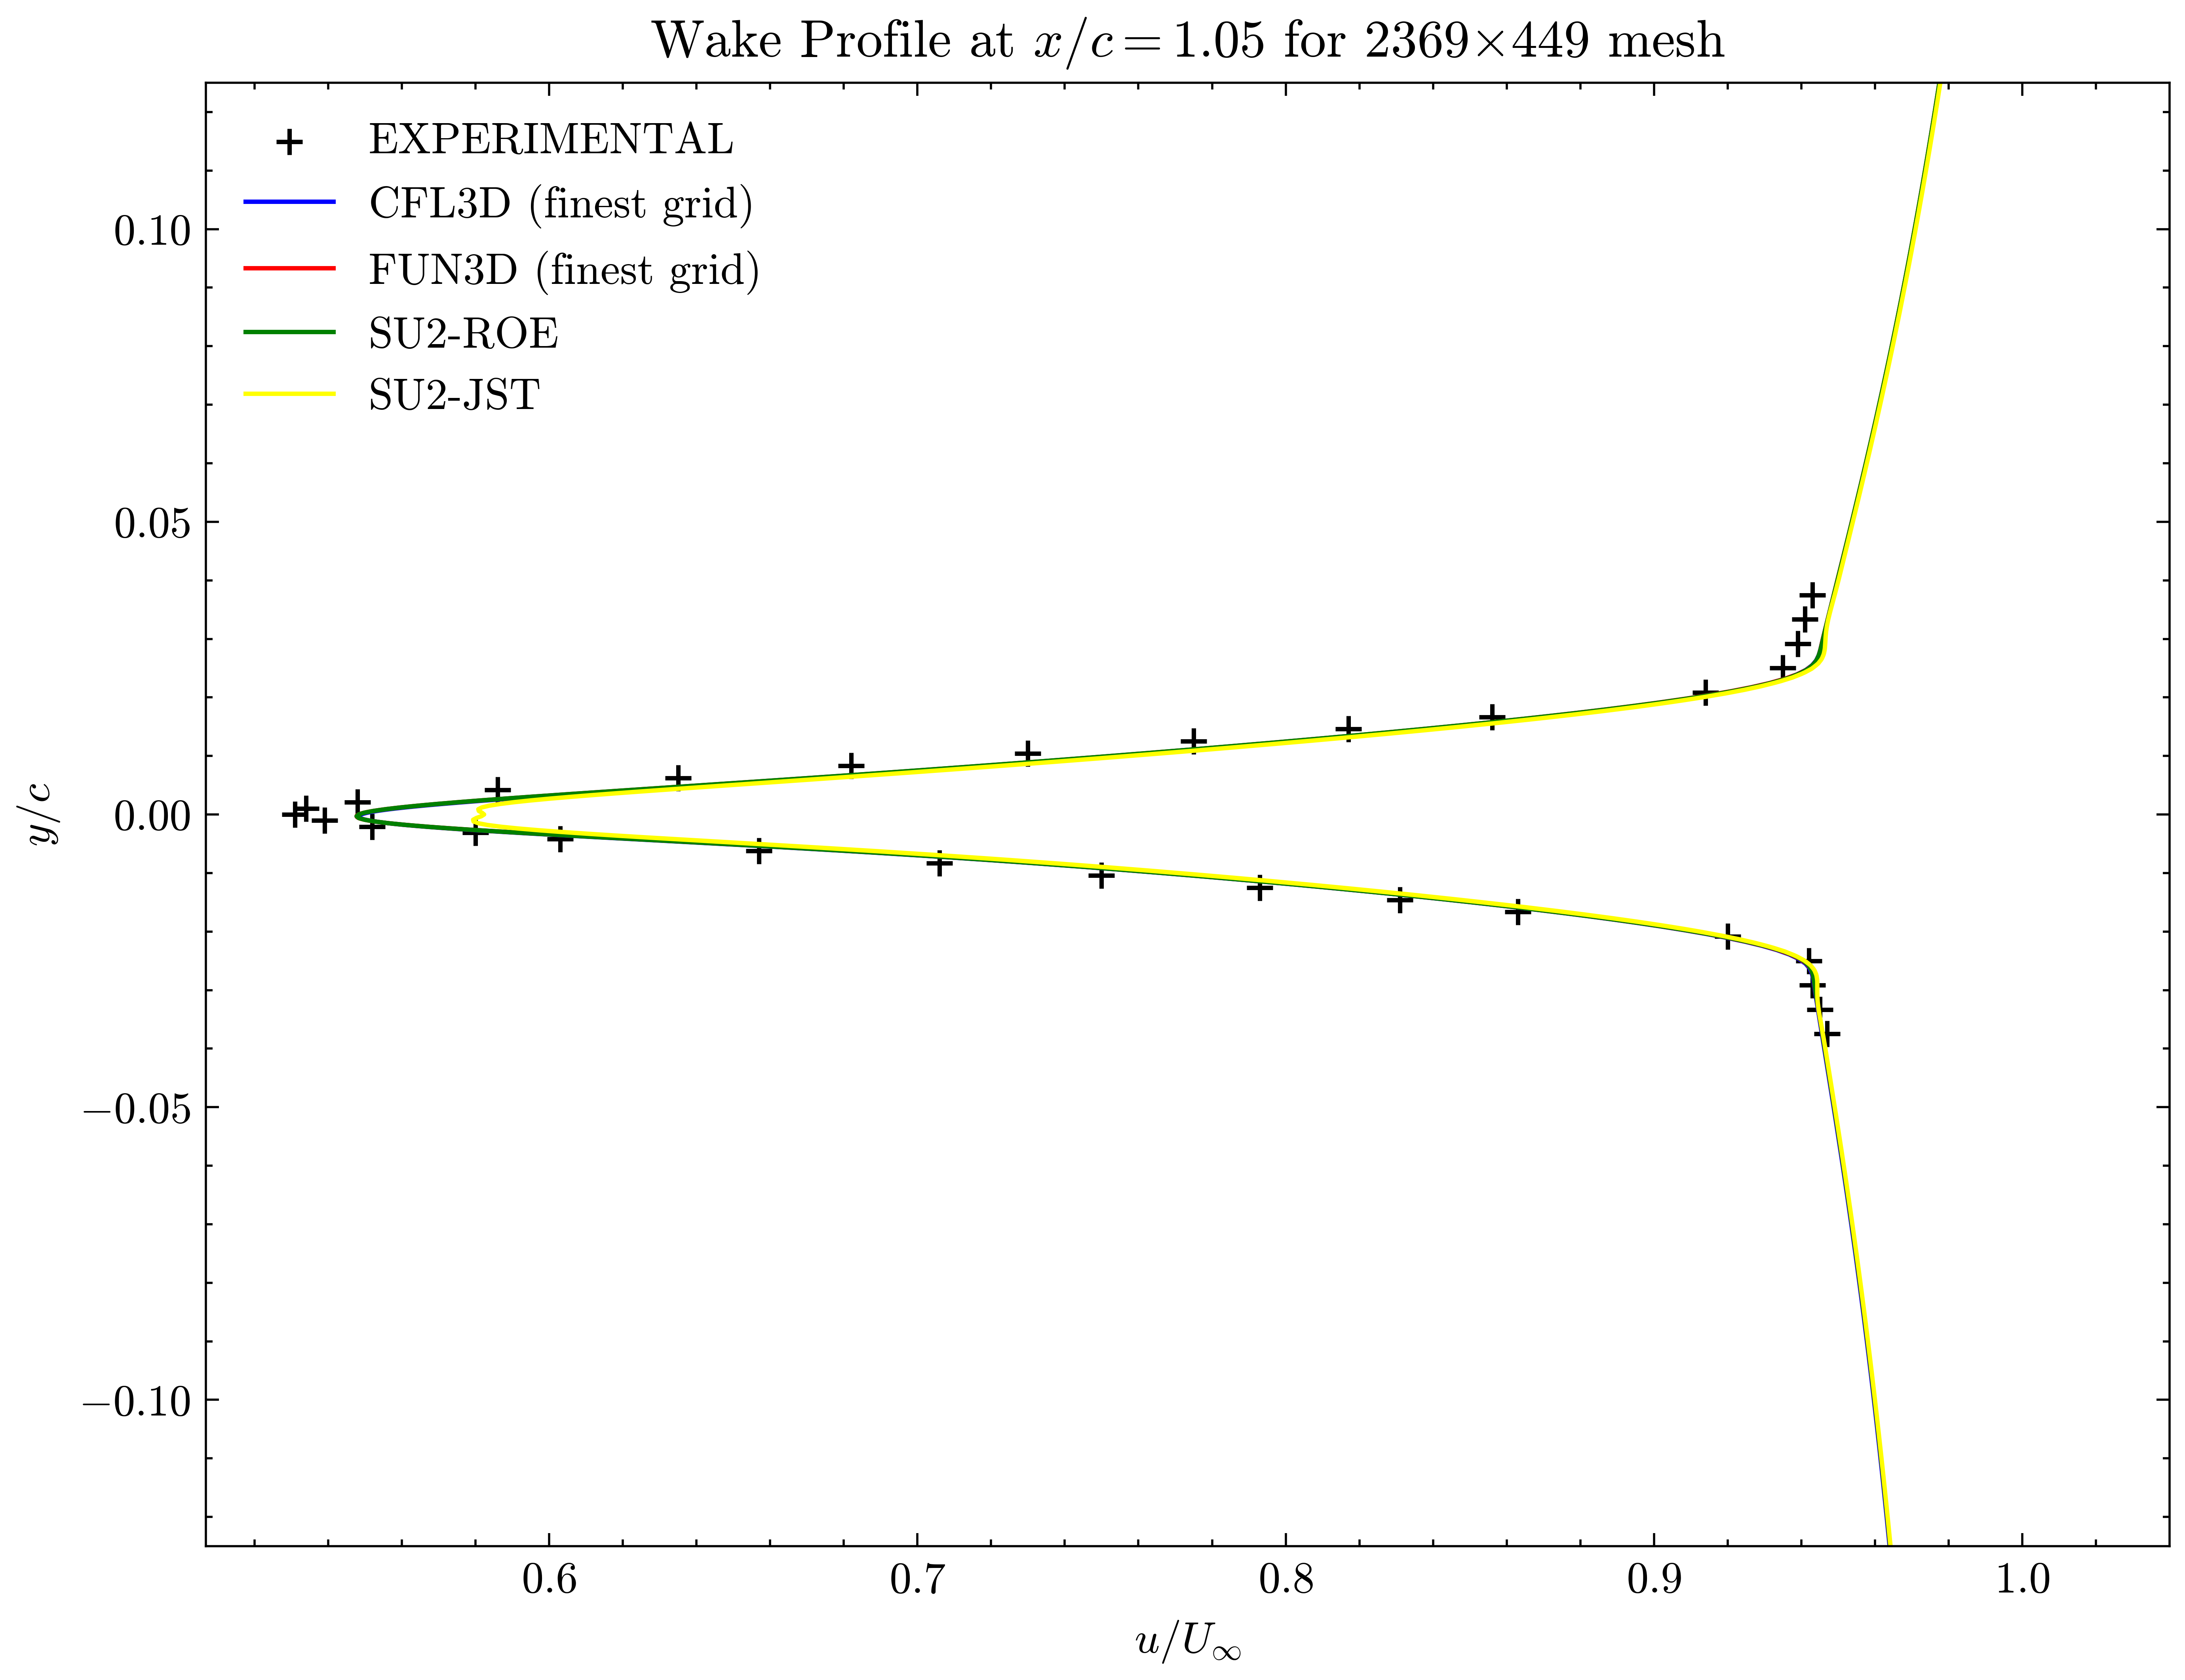 Wake Profile at x/c = 1.05 for 2369×449 mesh
EXPERIMENTAL
CFL3D (finest grid)
FUN3D (finest grid)
SU2-ROE
SU2-JST
0.10
0.05
0.00
−0.05
−0.10
y/c
0.6 0.7 0.8 0.9 1.0
u/U∞